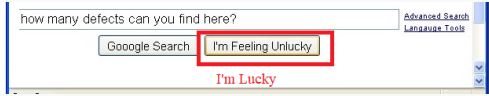 how many defects can you find here?
Advanced Search
Langauge Tools
Gooogle Search
I'm Feeling Unlucky
I'm Lucky